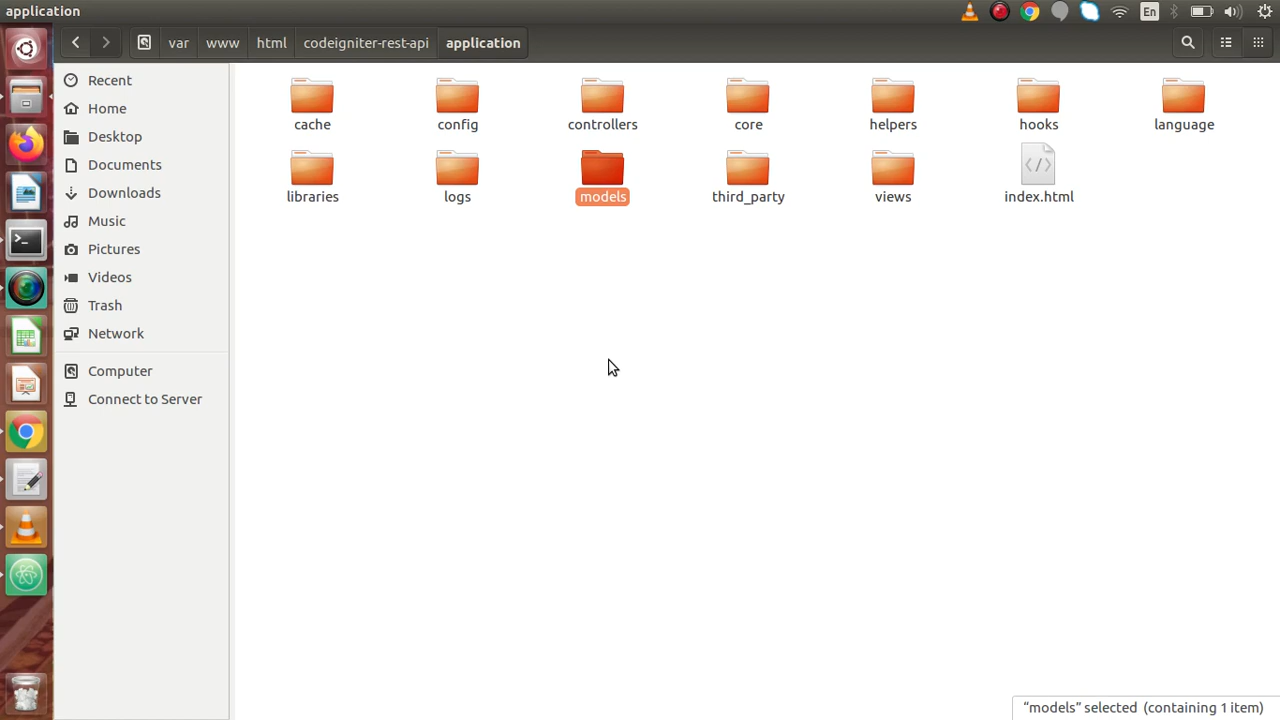 application
En
var
www
html
codeigniter-rest-api
application
Recent
Home
Desktop
Documents
Downloads
Music
Pictures
Videos
Trash
Network
Computer
Connect to Server
cache
config
controllers
core
helpers
hooks
language
libraries
logs
models
third_party
views
index.html
“models” selected (containing 1 item)